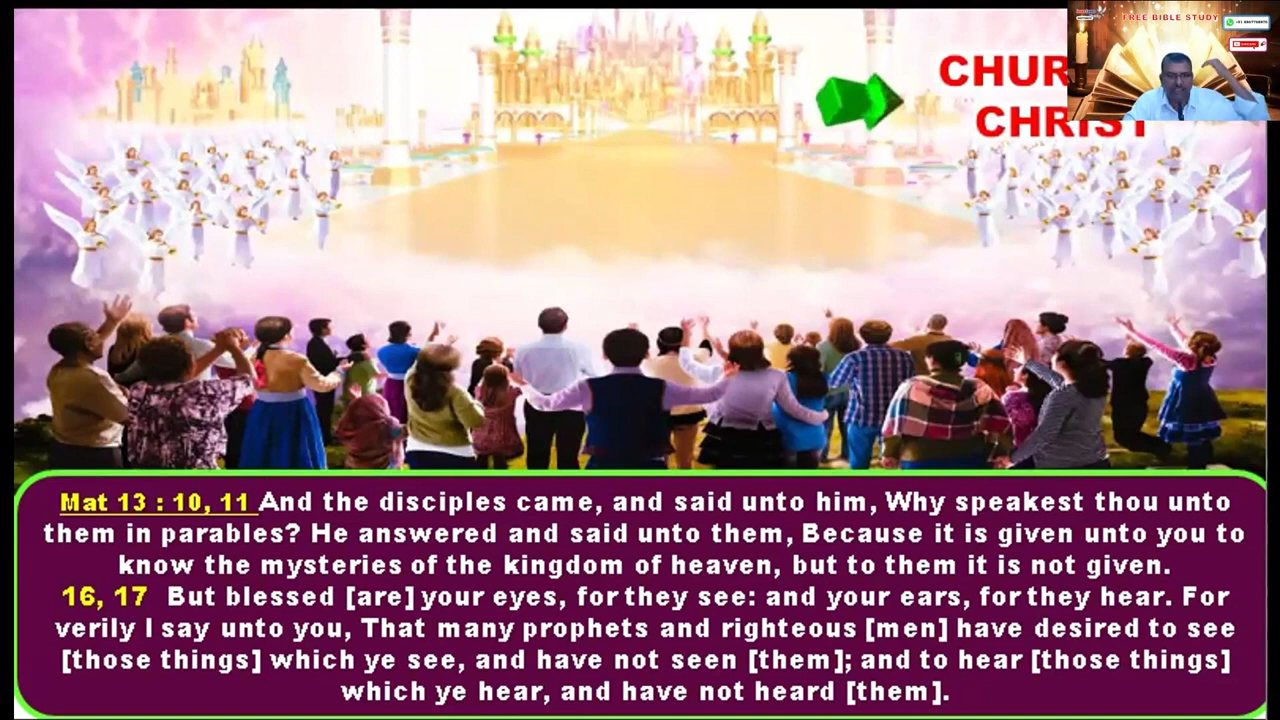 FREE BIBLE STUDY
CHUR
CHRIST
Mat 13 : 10, 11 And the disciples came, and said unto him, Why speakest thou unto
them in parables? He answered and said unto them, Because it is given unto you to
know the mysteries of the kingdom of heaven, but to them it is not given.
16, 17 But blessed [are] your eyes, for they see: and your ears, for they hear. For
verily I say unto you, That many prophets and righteous [men] have desired to see
[those things] which ye see, and have not seen [them]; and to hear [those things]
which ye hear, and have not heard [them].